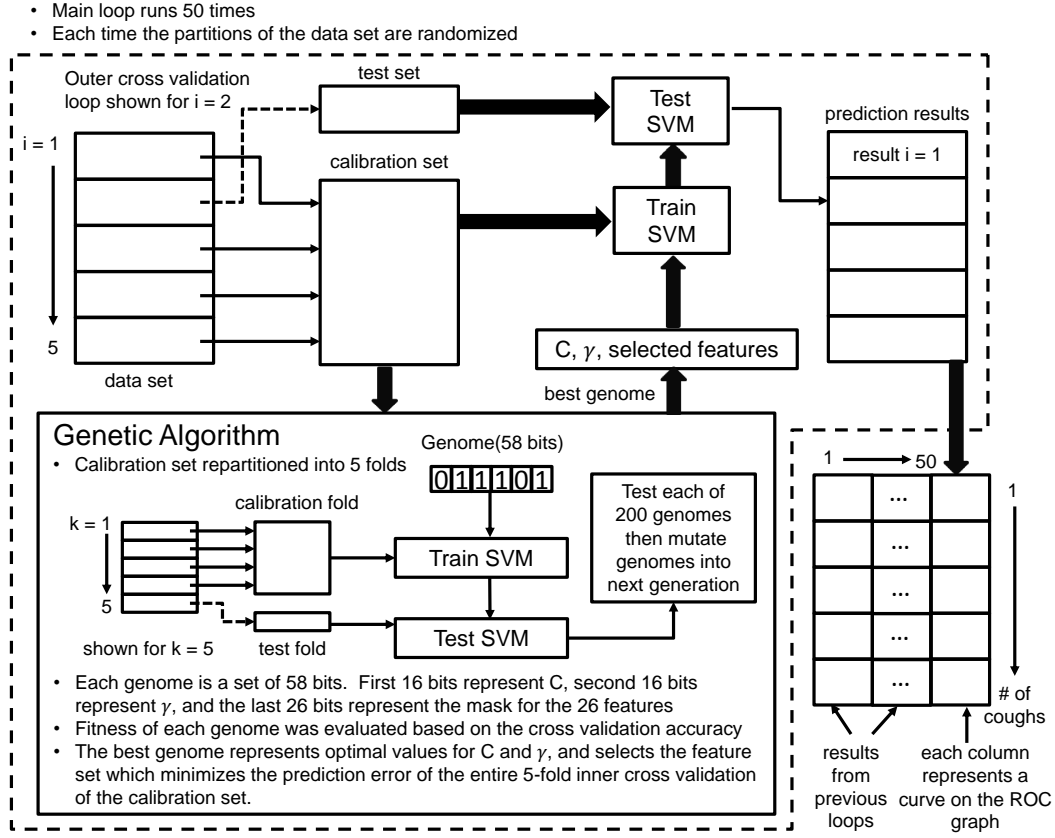 • Main loop runs 50 times
• Each time the partitions of the data set are randomized
Outer cross validation
loop shown for i = 2
test set
Test
SVM
prediction results
i = 1
5
data set
calibration set
Train
SVM
result i = 1
C, γ, selected features
best genome
Genetic Algorithm
• Calibration set repartitioned into 5 folds
Genome(58 bits)
0 1 1 1 0 1
calibration fold
k = 1
5
shown for k = 5
test fold
Train SVM
Test SVM
Test each of
200 genomes
then mutate
genomes into
next generation
• Each genome is a set of 58 bits. First 16 bits represent C, second 16 bits
represent γ, and the last 26 bits represent the mask for the 26 features
• Fitness of each genome was evaluated based on the cross validation accuracy
• The best genome represents optimal values for C and γ, and selects the feature
set which minimizes the prediction error of the entire 5-fold inner cross validation
of the calibration set.
1
50
...
...
...
...
...
1
# of
coughs
results
from
previous
loops
each column
represents a
curve on the ROC
graph